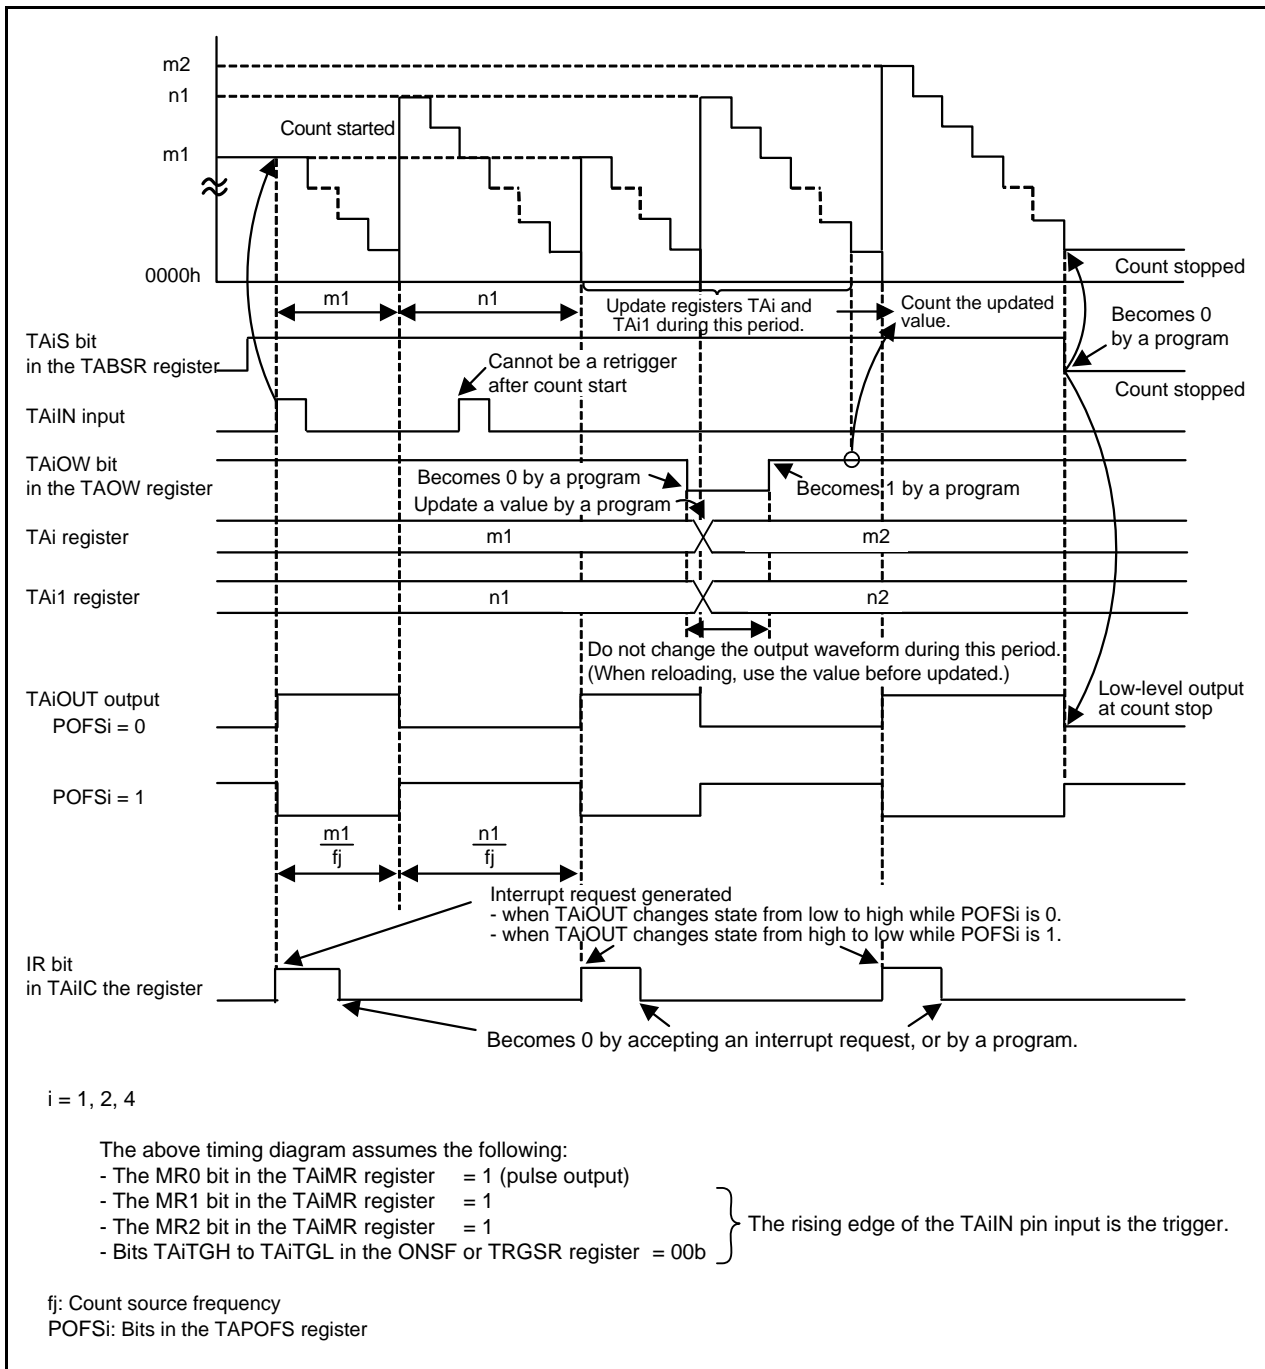 m2
n1
Count started
m1
0000h
m1
n1
Update registers TAi and
TAi1 during this period.
Count the updated
value.
Count stopped
Becomes 0
by a program
TAiS bit
in the TABSR register
Cannot be a retrigger
after count start
Count stopped
TAiIN input
TAiOW bit
in the TAOW register
Becomes 0 by a program
Becomes 1 by a program
Update a value by a program
TAi register
m1
m2
TAi1 register
n1
n2
Do not change the output waveform during this period.
(When reloading, use the value before updated.)
TAiOUT output
POFSi = 0
Low-level output
at count stop
POFSi = 1
m1
fj
n1
fj
Interrupt request generated
- when TAiOUT changes state from low to high while POFSi is 0.
- when TAiOUT changes state from high to low while POFSi is 1.
IR bit
in TAiIC the register
Becomes 0 by accepting an interrupt request, or by a program.
i = 1, 2, 4
The above timing diagram assumes the following:
- The MR0 bit in the TAiMR register = 1 (pulse output)
- The MR1 bit in the TAiMR register = 1
- The MR2 bit in the TAiMR register = 1
- Bits TAiTGH to TAiTGL in the ONSF or TRGSR register = 00b
The rising edge of the TAiIN pin input is the trigger.
fj: Count source frequency
POFSi: Bits in the TAPOFS register